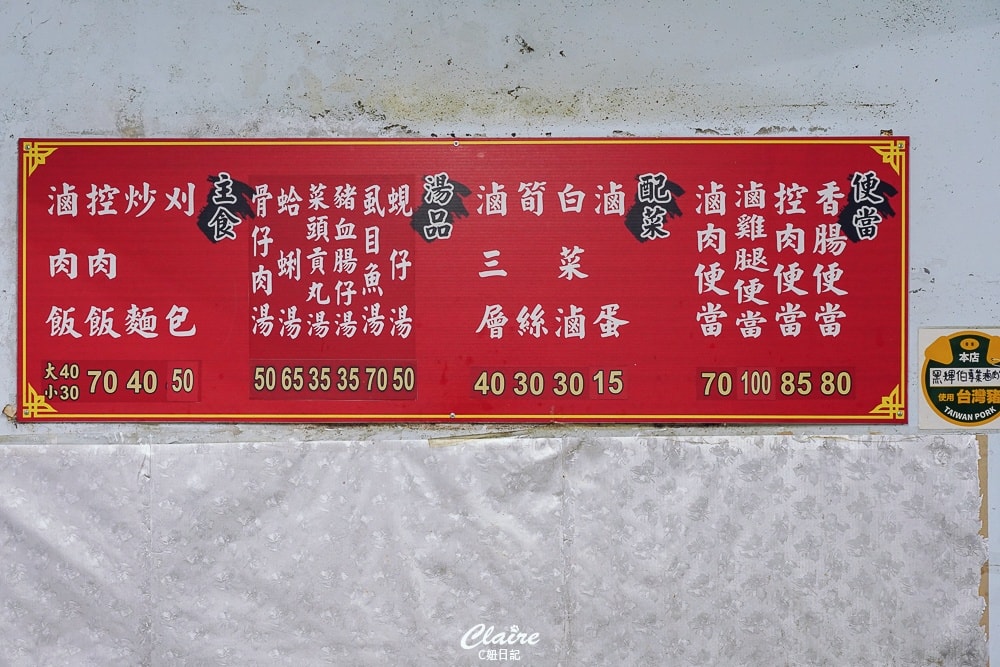 便當
香腸便當
80
控肉便當
85
滷雞腿便當
100
滷肉便當
70
配菜
滷蛋
15
白菜滷
30
筍絲
30
滷三層
40
湯品
蜆仔湯
50
虱目魚湯
70
豬血腸仔湯
35
菜頭貢丸湯
35
蛤蜊湯
65
骨仔肉湯
50
主食
刈包
50
炒麵
40
控肉飯
70
滷肉飯
大40
小30
本店
使用 台灣豬
TAIWAN PORK
Claire
C妞日記